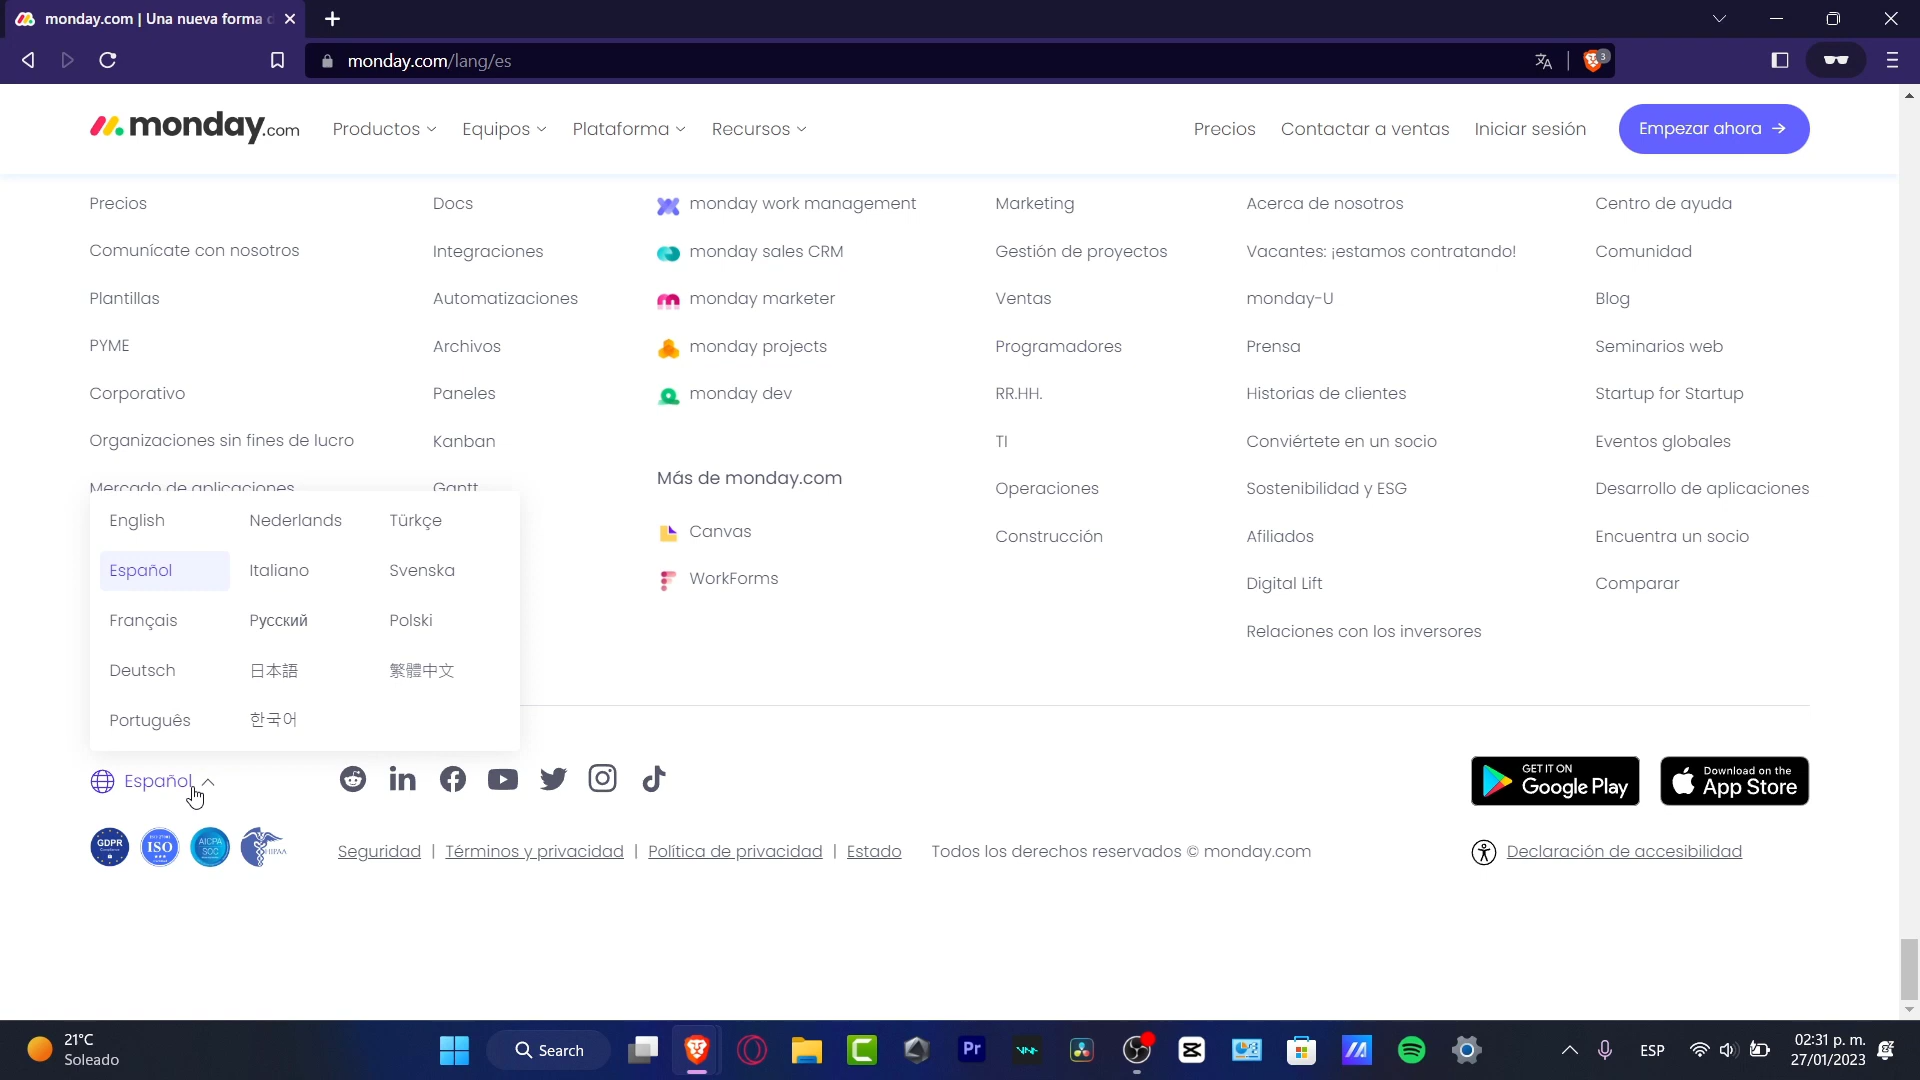 monday.com | Una nueva forma
monday.com/lang/es
3
monday.com
Productos
Equipos
Plataforma
Recursos
Precios
Contactar a ventas
Iniciar sesión
Empezar ahora →
Precios
Comunícate con nosotros
Plantillas
PYME
Corporativo
Organizaciones sin fines de lucro
Mercado de aplicaciones
Docs
Integraciones
Automatizaciones
Archivos
Paneles
Kanban
Gantt
monday work management
monday sales CRM
monday marketer
monday projects
monday dev
Más de monday.com
Canvas
WorkForms
Marketing
Gestión de proyectos
Ventas
Programadores
RR.HH.
TI
Operaciones
Construcción
Acerca de nosotros
Vacantes: ¡estamos contratando!
monday-U
Prensa
Historias de clientes
Conviértete en un socio
Sostenibilidad y ESG
Afiliados
Digital Lift
Relaciones con los inversores
Centro de ayuda
Comunidad
Blog
Seminarios web
Startup for Startup
Eventos globales
Desarrollo de aplicaciones
Encuentra un socio
Comparar
English
Español
Français
Deutsch
Português
Nederlands
Italiano
Русский
日本語
한국어
Türkçe
Svenska
Polski
繁體中文
Español
GET IT ON
Google Play
Download on the
App Store
GDPR
ISO
AICPA
SOC
HIPAA
Seguridad | Términos y privacidad | Política de privacidad | Estado
Todos los derechos reservados © monday.com
Declaración de accesibilidad
21°C
Soleado
Search
Pr
ESP
02:31 p. m.
27/01/2023